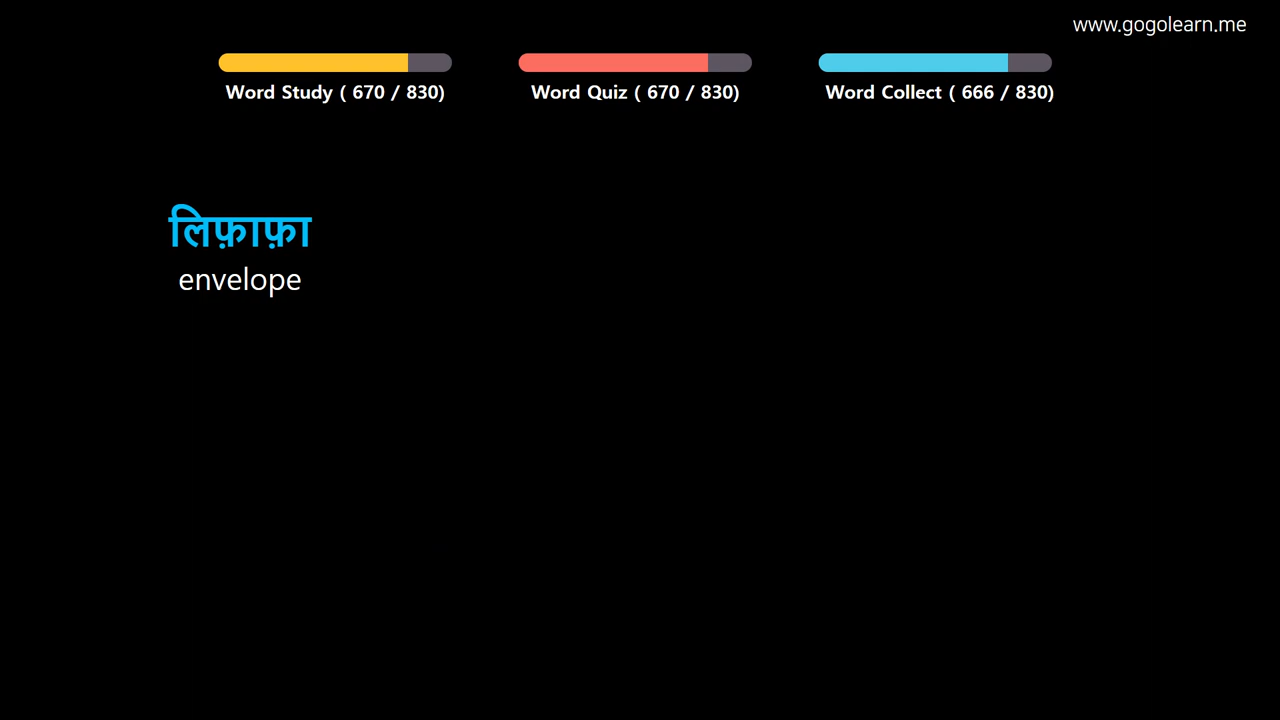 www.gogolearn.me
Word Study ( 670 / 830)
Word Quiz ( 670 / 830)
Word Collect ( 666 / 830)
लिफ़ाफ़ा
envelope